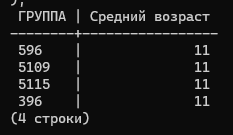 );
ГРУППА | Средний возраст
--------+-----------------
596 | 11
5109 | 11
5115 | 11
396 | 11
(4 строки)